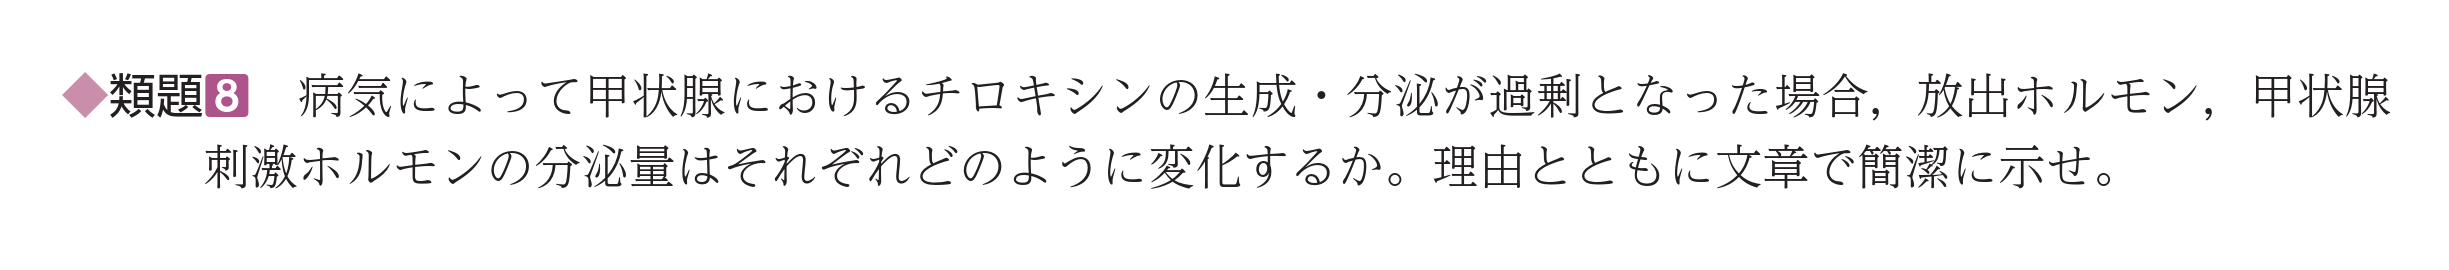 ◆類題8　病気によって甲状腺におけるチロキシンの生成・分泌が過剰となった場合，放出ホルモン，甲状腺
刺激ホルモンの分泌量はそれぞれどのように変化するか。理由とともに文章で簡潔に示せ。